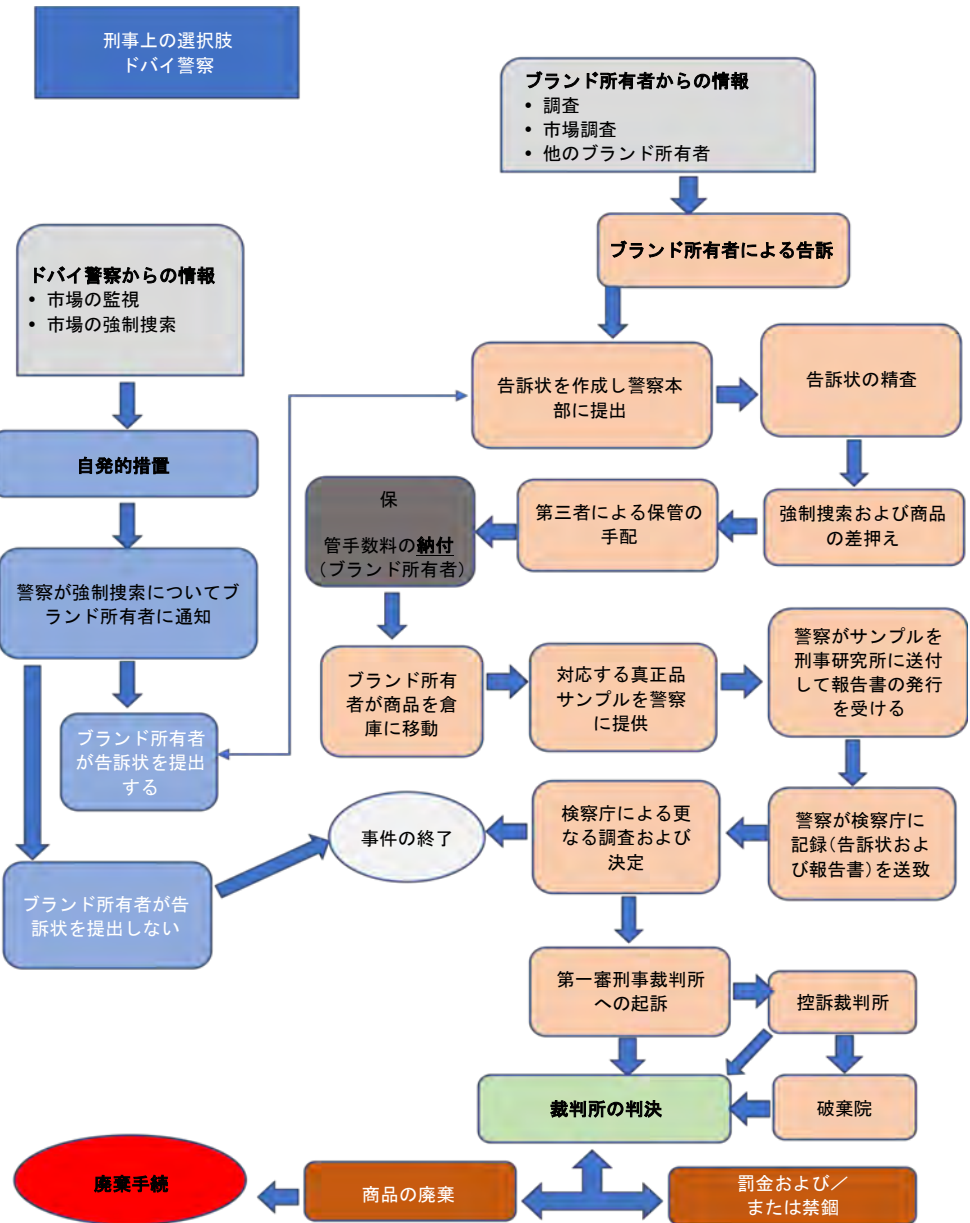 刑事上の選択肢
ドバイ警察
ブランド所有者からの情報
• 調査
• 市場調査
• 他のブランド所有者
ブランド所有者による告訴
ドバイ警察からの情報
• 市場の監視
• 市場の強制捜索
告訴状を作成し警察本
部に提出
告訴状の精査
自発的措置
保
管手数料の納付
（ブランド所有者）
第三者による保管の
手配
強制捜索および商品
の差押え
警察が強制捜索についてブ
ランド所有者に通知
ブランド所有
者が商品を倉
庫に移動
対応する真正品
サンプルを警察
に提供
警察がサンプルを
刑事研究所に送付
して報告書の発行
を受ける
ブランド所有者
が告訴状を提出
する
事件の終了
検察庁による更
なる調査および
決定
警察が検察庁に
記録（告訴状およ
び報告書）を送致
ブランド所有者が告
訴状を提出しない
第一審刑事裁判所
への起訴
控訴裁判所
裁判所の判決
破棄院
廃棄手続
商品の廃棄
罰金および／
または禁錮